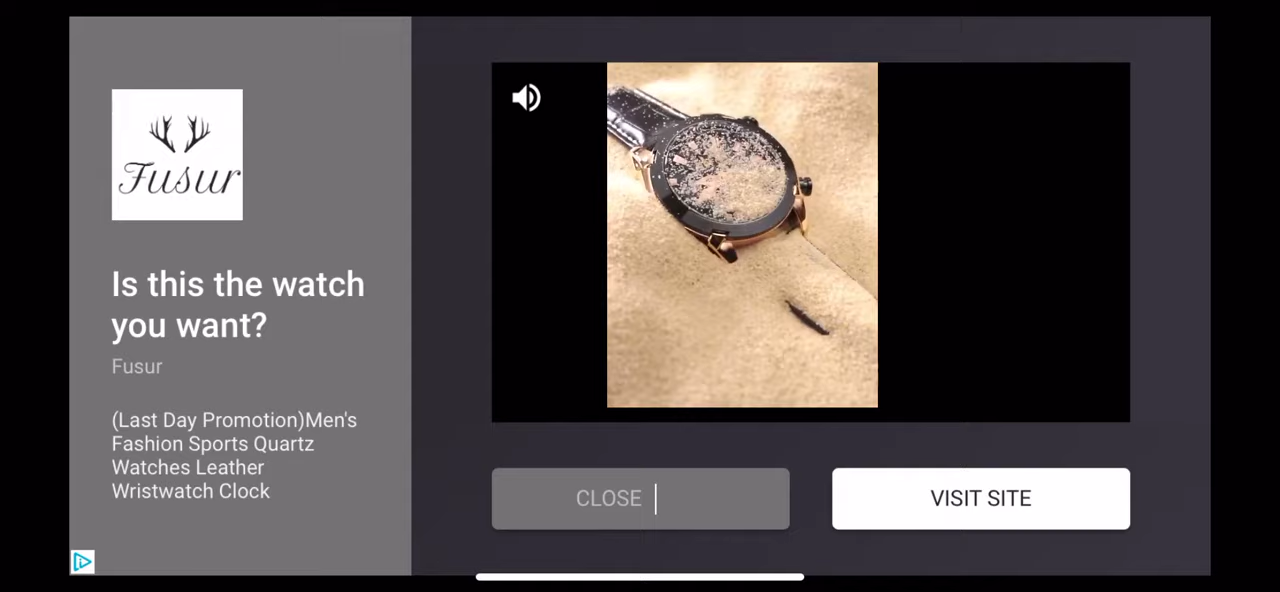 Fusur
Is this the watch
you want?
Fusur
(Last Day Promotion)Men's
Fashion Sports Quartz
Watches Leather
Wristwatch Clock
CLOSE
VISIT SITE